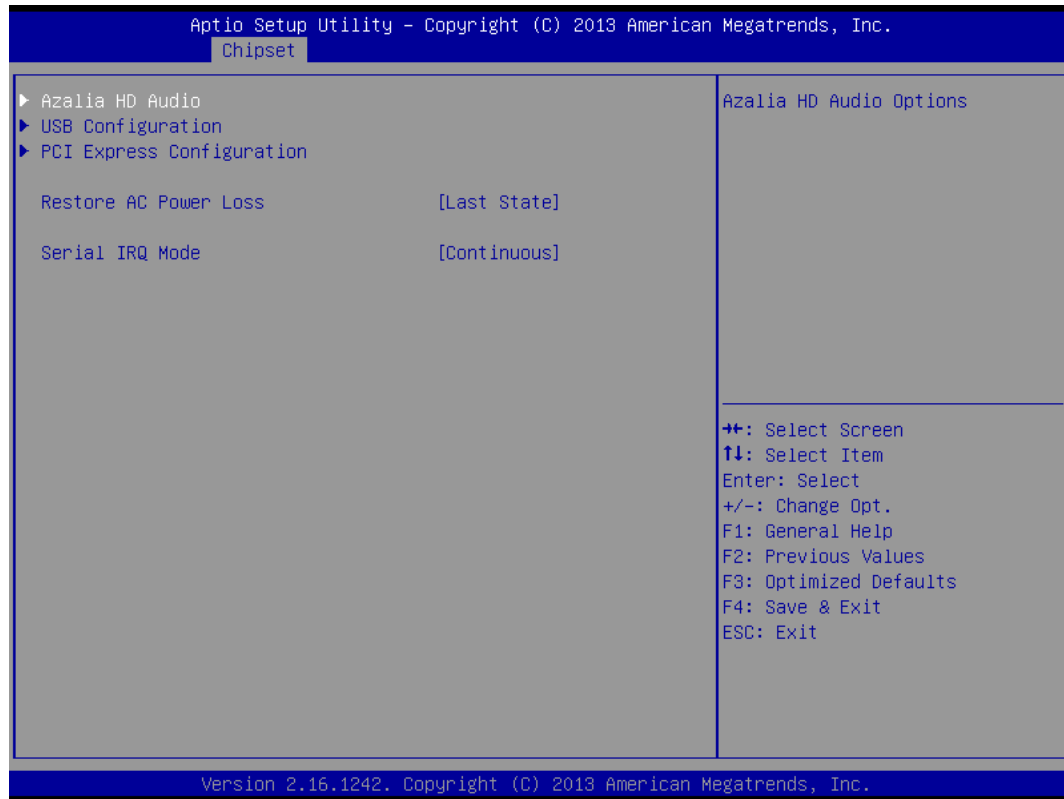 Aptio Setup Utility – Copyright (C) 2013 American Megatrends, Inc.
Chipset
▶ Azalia HD Audio
▶ USB Configuration
▶ PCI Express Configuration
Restore AC Power Loss [Last State]
Serial IRQ Mode [Continuous]
Azalia HD Audio Options
→←: Select Screen
↑↓: Select Item
Enter: Select
+/-: Change Opt.
F1: General Help
F2: Previous Values
F3: Optimized Defaults
F4: Save & Exit
ESC: Exit
Version 2.16.1242. Copyright (C) 2013 American Megatrends, Inc.